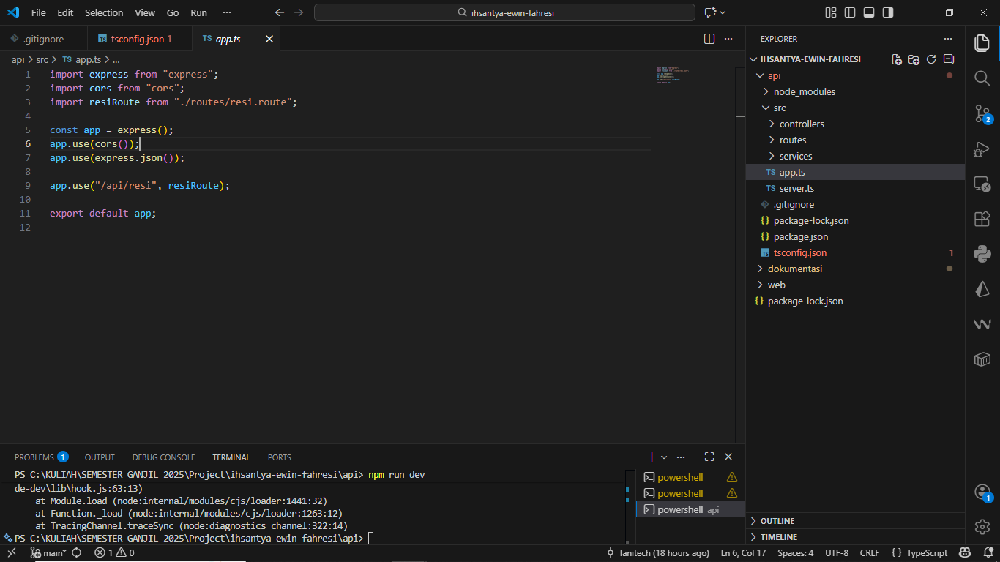 File Edit Selection View Go Run ··· ihsantya-ewin-fahresi
.gitignore tsconfig.json 1 TS app.ts
api > src > TS app.ts > ...
1 import express from "express";
2 import cors from "cors";
3 import resiRoute from "./routes/resi.route";
4
5 const app = express();
6 app.use(cors());
7 app.use(express.json());
8
9 app.use("/api/resi", resiRoute);
10
11 export default app;
12
EXPLORER
IHSANTYA-EWIN-FAHRESI
api
node_modules
src
controllers
routes
services
TS app.ts
TS server.ts
.gitignore
{} package-lock.json
{} package.json
TS tsconfig.json 1
dokumentasi
web
{} package-lock.json
OUTLINE
TIMELINE
2
1
PROBLEMS 1 OUTPUT DEBUG CONSOLE TERMINAL PORTS
PS C:\KULIAH\SEMESTER GANJIL 2025\Project\ihsantya-ewin-fahresi\api> npm run dev
de-dev\lib\hook.js:63:13)
at Module.load (node:internal/modules/cjs/loader:1441:32)
at Function._load (node:internal/modules/cjs/loader:1263:12)
at TracingChannel.traceSync (node:diagnostics_channel:322:14)
PS C:\KULIAH\SEMESTER GANJIL 2025\Project\ihsantya-ewin-fahresi\api>
powershell
powershell
powershell api
main* 1 0 Tanitech (18 hours ago) Ln 6, Col 17 Spaces: 4 UTF-8 CRLF {} TypeScript